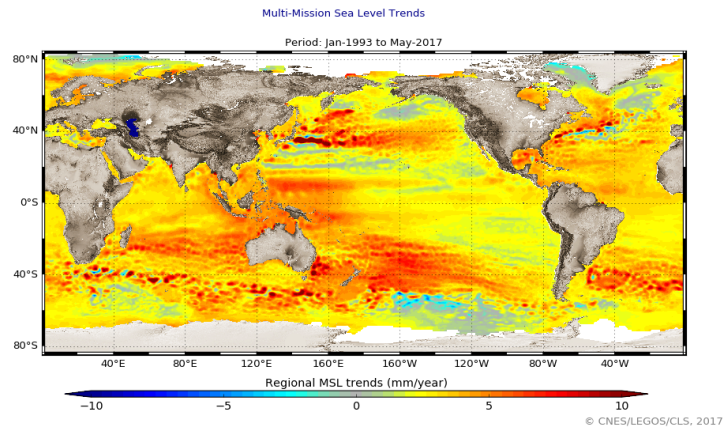 Multi-Mission Sea Level Trends
Period: Jan-1993 to May-2017
80°N
40°N
0°S
40°S
80°S
40°E 80°E 120°E 160°E 160°W 120°W 80°W 40°W
Regional MSL trends (mm/year)
−10 −5 0 5 10
© CNES/LEGOS/CLS, 2017